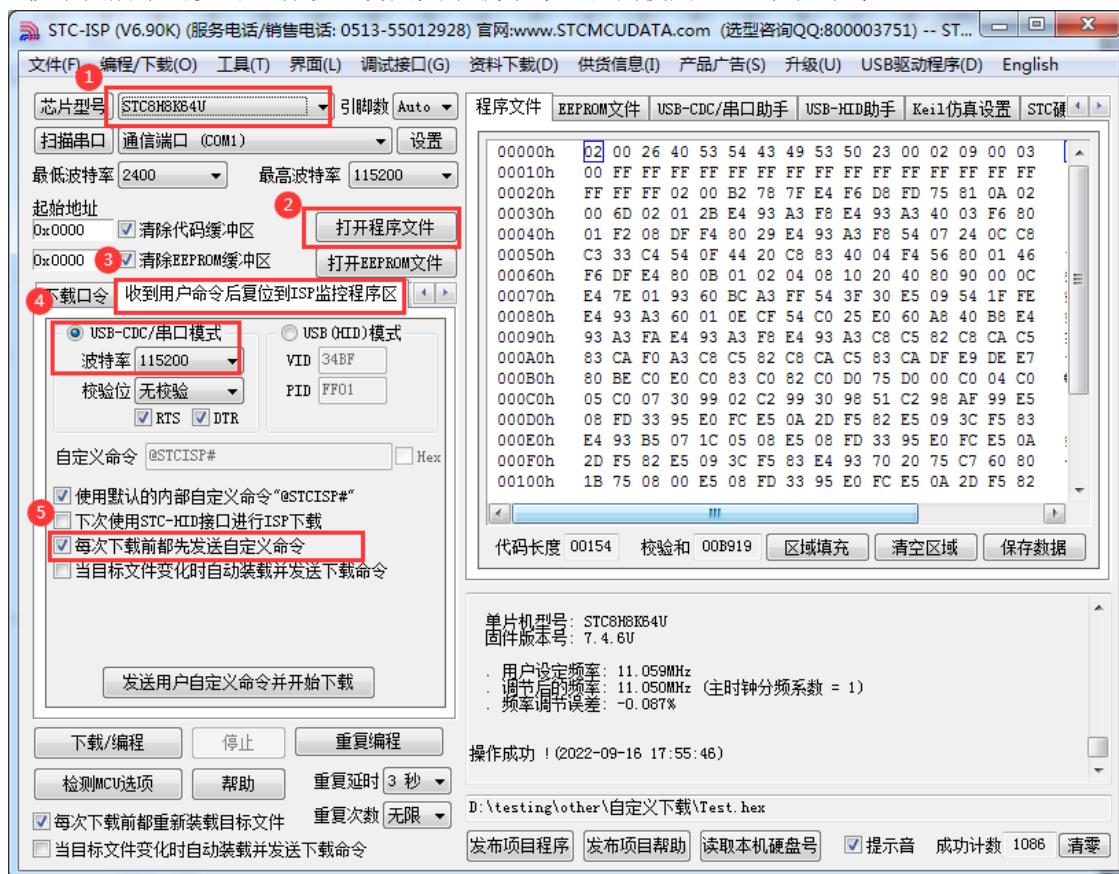 STC-ISP (V6.90K) (服务电话/销售电话: 0513-55012928) 官网:www.STCMCUDATA.com (选型咨询QQ:800003751) -- ST...
文件(F) 编程/下载(O) 工具(T) 界面(L) 调试接口(G) 资料下载(D) 供货信息(I) 产品广告(S) 升级(U) USB驱动程序(D) English
1
芯片型号 STC8H8K64U 引脚数 Auto
扫描串口 通信端口 (COM1) 设置
最低波特率 2400 最高波特率 115200
起始地址
2
0x0000 清除代码缓冲区 打开程序文件
0x0000 3 清除EEPROM缓冲区 打开EEPROM文件
4 下载口令 收到用户命令后复位到ISP监控程序区
USB-CDC/串口模式 USB(HID)模式
波特率 115200 VID 34BF
校验位 无校验 PID FF01
RTS DTR
自定义命令 @STCISP# Hex
使用默认的内部自定义命令"@STCISP#"
5
下次使用STC-HID接口进行ISP下载
每次下载前都先发送自定义命令
当目标文件变化时自动装载并发送下载命令
发送用户自定义命令并开始下载
下载/编程 停止 重复编程
检测MCU选项 帮助 重复延时 3 秒
每次下载前都重新装载目标文件 重复次数 无限
当目标文件变化时自动装载并发送下载命令
程序文件 EEPROM文件 USB-CDC/串口助手 USB-HID助手 Keil仿真设置 STC
00000h 02 00 26 40 53 54 43 49 53 50 23 00 02 09 00 03
00010h 00 FF FF FF FF FF FF FF FF FF FF FF FF FF FF FF
00020h FF FF FF 02 00 B2 78 7F E4 F6 D8 FD 75 81 0A 02
00030h 00 6D 02 01 2B E4 93 A3 F8 E4 93 A3 40 03 F6 80
00040h 01 F2 08 DF F4 80 29 E4 93 A3 F8 54 07 24 0C C8
00050h C3 33 C4 54 0F 44 20 C8 83 40 04 F4 56 80 01 46
00060h F6 DF E4 80 0B 01 02 04 08 10 20 40 80 90 00 0C
00070h E4 7E 01 93 60 BC A3 FF 54 3F 30 E5 09 54 1F FE
00080h E4 93 A3 60 01 0E CF 54 C0 25 E0 60 A8 40 B8 E4
00090h 93 A3 FA E4 93 A3 F8 E4 93 A3 C8 C5 82 C8 CA C5
000A0h 83 CA F0 A3 C8 C5 82 C8 CA C5 83 CA DF E9 DE E7
000B0h 80 BE C0 E0 C0 83 C0 82 C0 D0 75 D0 00 C0 04 C0
000C0h 05 C0 07 30 99 02 C2 99 30 98 51 C2 98 AF 99 E5
000D0h 08 FD 33 95 E0 FC E5 0A 2D F5 82 E5 09 3C F5 83
000E0h E4 93 B5 07 1C 05 08 E5 08 FD 33 95 E0 FC E5 0A
000F0h 2D F5 82 E5 09 3C F5 83 E4 93 70 20 75 C7 60 80
00100h 1B 75 08 00 E5 08 FD 33 95 E0 FC E5 0A 2D F5 82
代码长度 00154 校验和 00B919 区域填充 清空区域 保存数据
单片机型号: STC8H8K64U
固件版本号: 7.4.6U
. 用户设定频率: 11.059MHz
. 调节后的频率: 11.050MHz (主时钟分频系数 = 1)
. 频率调节误差: -0.087%
操作成功 !(2022-09-16 17:55:46)
D:\testing\other\自定义下载\Test.hex
发布项目程序 发布项目帮助 读取本机硬盘号 提示音 成功计数 1086 清零